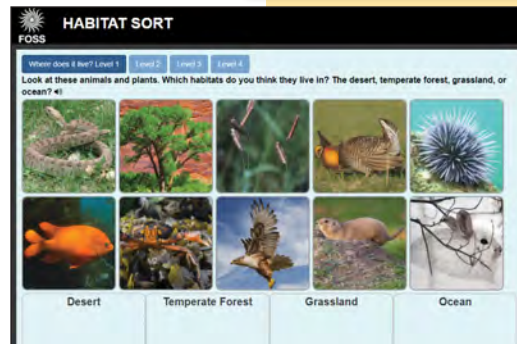 HABITAT SORT
FOSS
Where does it live? Level 1
Level 2
Level 3
Level 4
Look at these animals and plants. Which habitats do you think they live in? The desert, temperate forest, grassland, or
ocean?
Desert
Temperate Forest
Grassland
Ocean